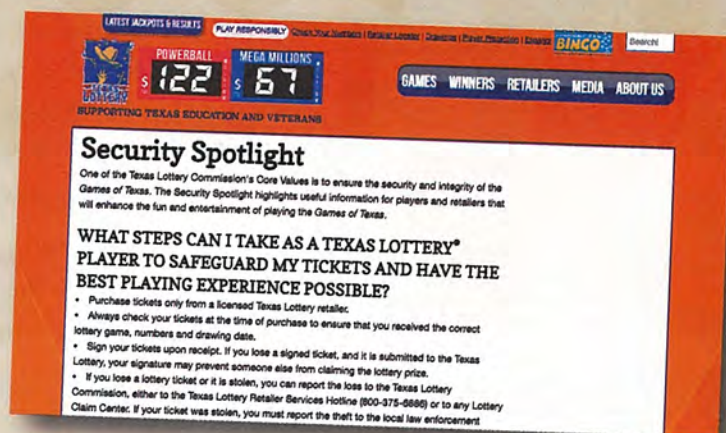 LATEST JACKPOTS & RESULTS
PLAY RESPONSIBLY Check Your Numbers | Retailer Locator | | Player | Español
BINGO
Search!
TEXAS LOTTERY
POWERBALL
$ 122
MEGA MILLIONS
$ 67
GAMES WINNERS RETAILERS MEDIA ABOUT US
SUPPORTING TEXAS EDUCATION AND VETERANS
Security Spotlight
One of the Texas Lottery Commission's Core Values is to ensure the security and integrity of the
Games of Texas. The Security Spotlight highlights useful information for players and retailers that
will enhance the fun and entertainment of playing the Games of Texas.
WHAT STEPS CAN I TAKE AS A TEXAS LOTTERY®
PLAYER TO SAFEGUARD MY TICKETS AND HAVE THE
BEST PLAYING EXPERIENCE POSSIBLE?
• Purchase tickets only from a licensed Texas Lottery retailer.
• Always check your tickets at the time of purchase to ensure that you received the correct
lottery game, numbers and drawing date.
• Sign your tickets upon receipt. If you lose a signed ticket, and it is submitted to the Texas
Lottery, your signature may prevent someone else from claiming the lottery prize.
• If you lose a lottery ticket or it is stolen, you can report the loss to the Texas Lottery
Commission, either to the Texas Lottery Retailer Services Hotline (800-375-6886) or to any Lottery
Claim Center. If your ticket was stolen, you must report the theft to the local law enforcement